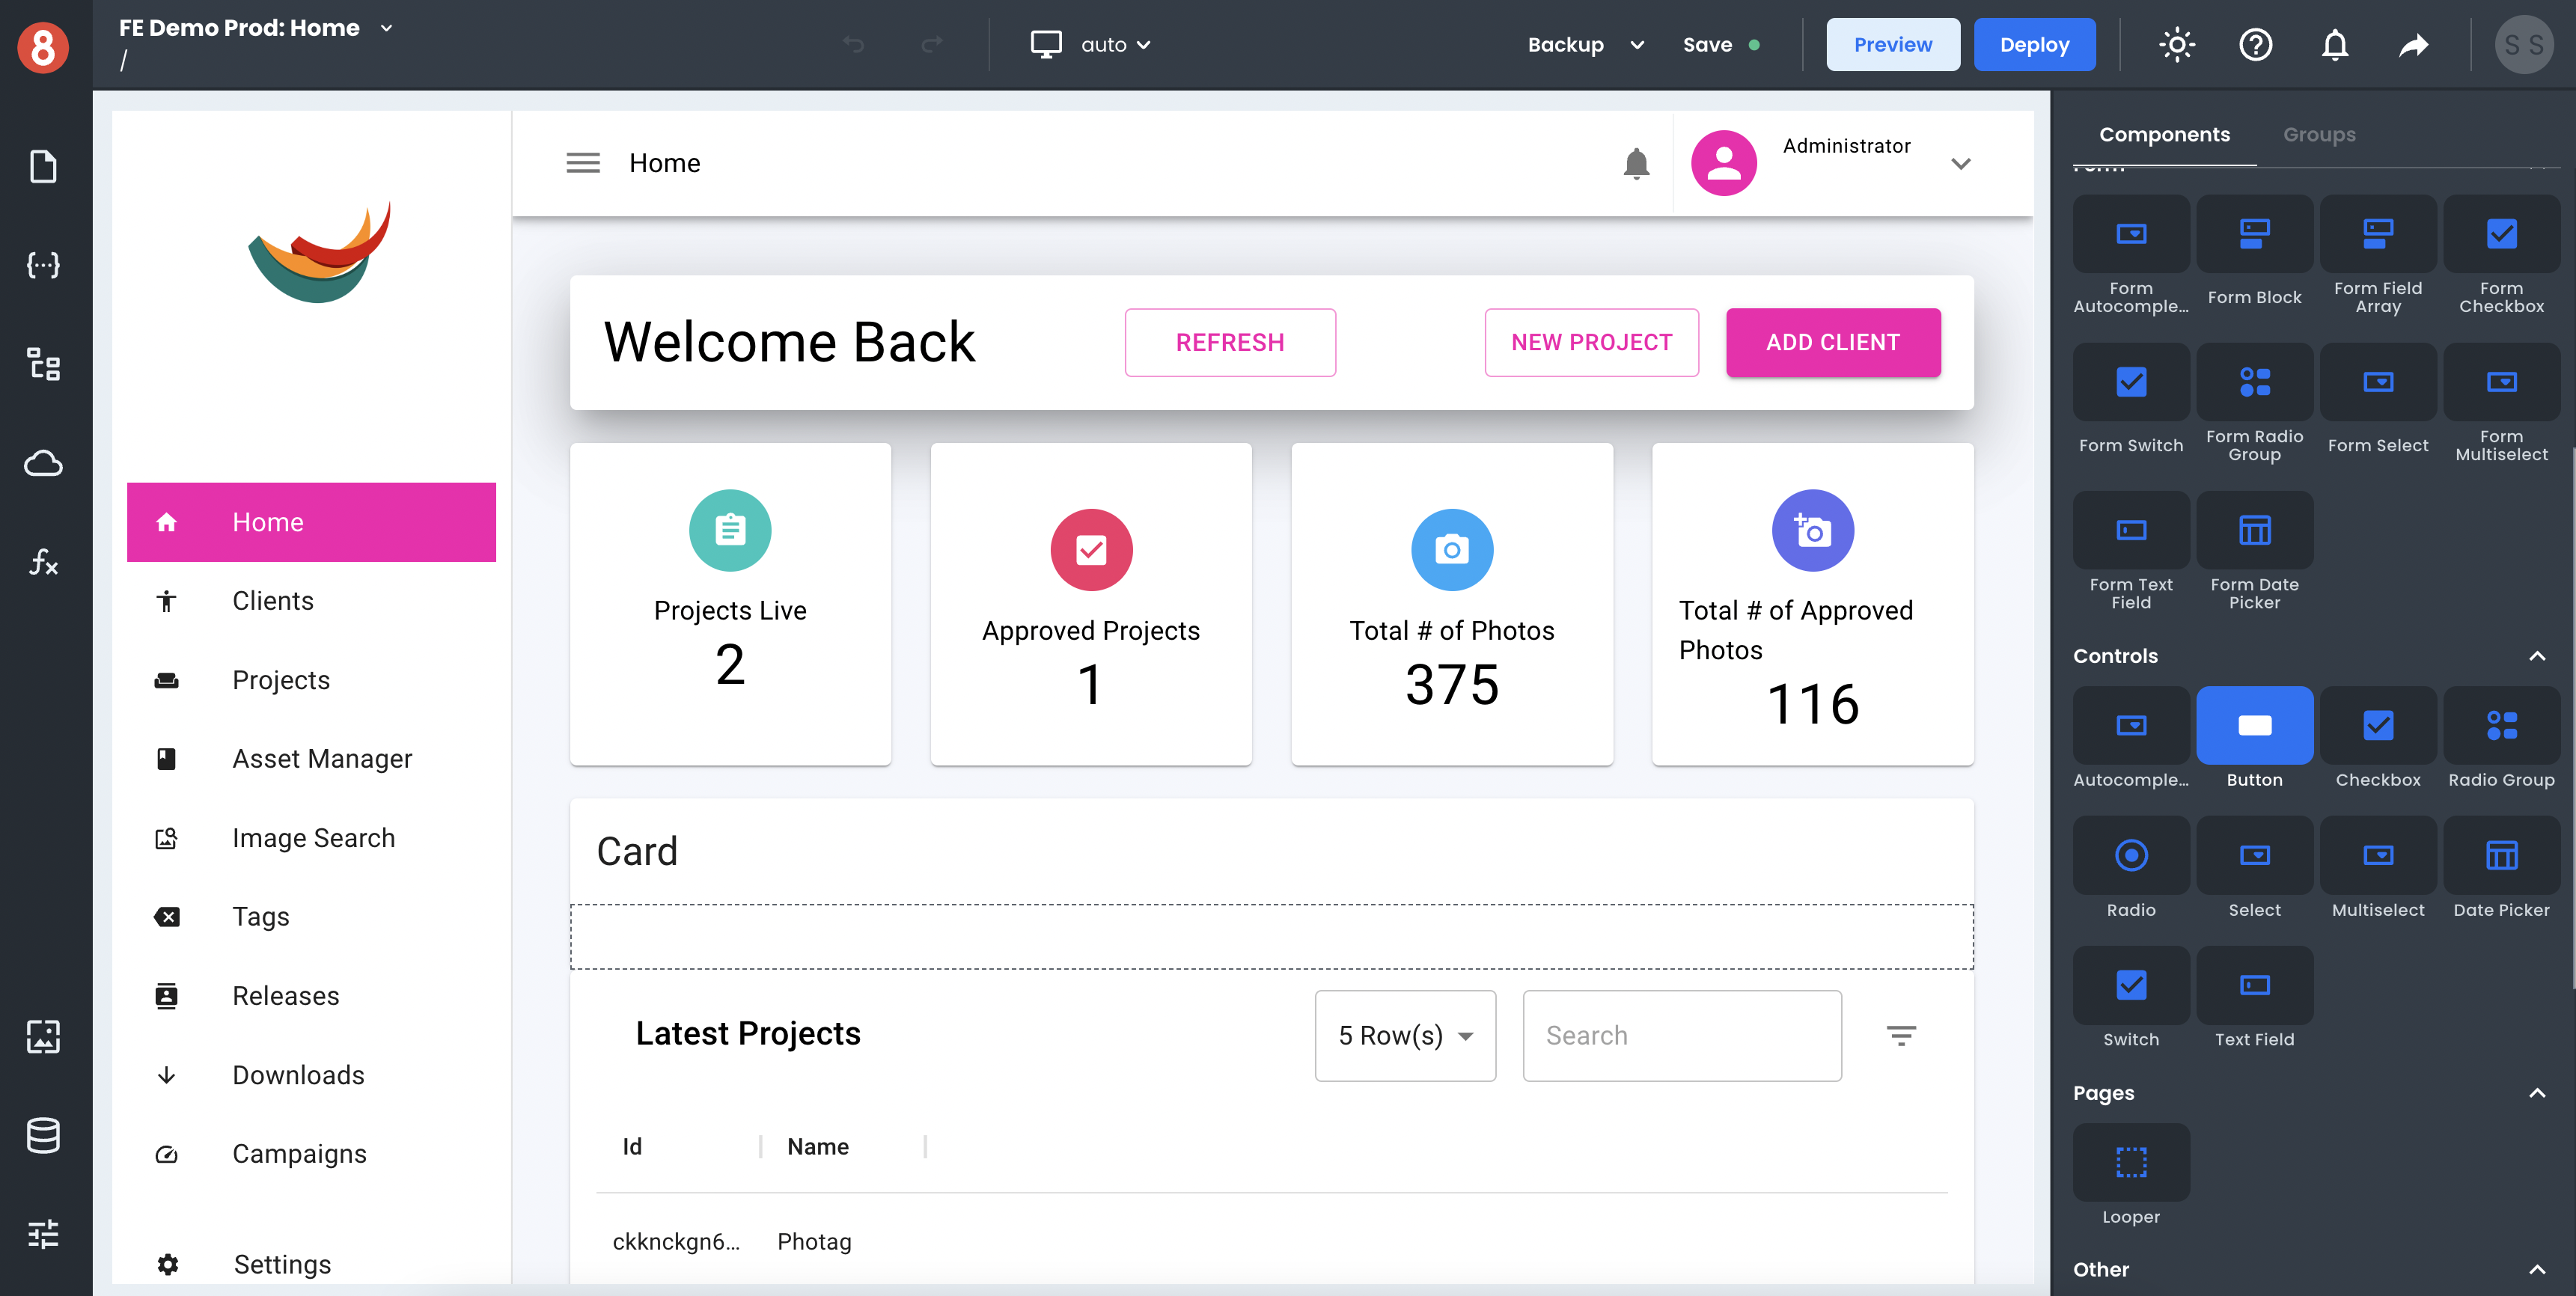 8
FE Demo Prod: Home
/
auto
Backup
Save
Preview
Deploy
S S
Home
Administrator
Welcome Back
REFRESH
NEW PROJECT
ADD CLIENT
Projects Live
2
Approved Projects
1
Total # of Photos
375
Total # of Approved
Photos
116
Home
Clients
Projects
Asset Manager
Image Search
Tags
Releases
Downloads
Campaigns
Settings
Card
Latest Projects
5 Row(s)
Search
Id
Name
ckknckgn6...
Photag
Components
Groups
Form
Form
Autocomple...
Form Block
Form Field
Array
Form
Checkbox
Form Switch
Form Radio
Group
Form Select
Form
Multiselect
Form Text
Field
Form Date
Picker
Controls
Autocomple...
Button
Checkbox
Radio Group
Radio
Select
Multiselect
Date Picker
Switch
Text Field
Pages
Looper
Other